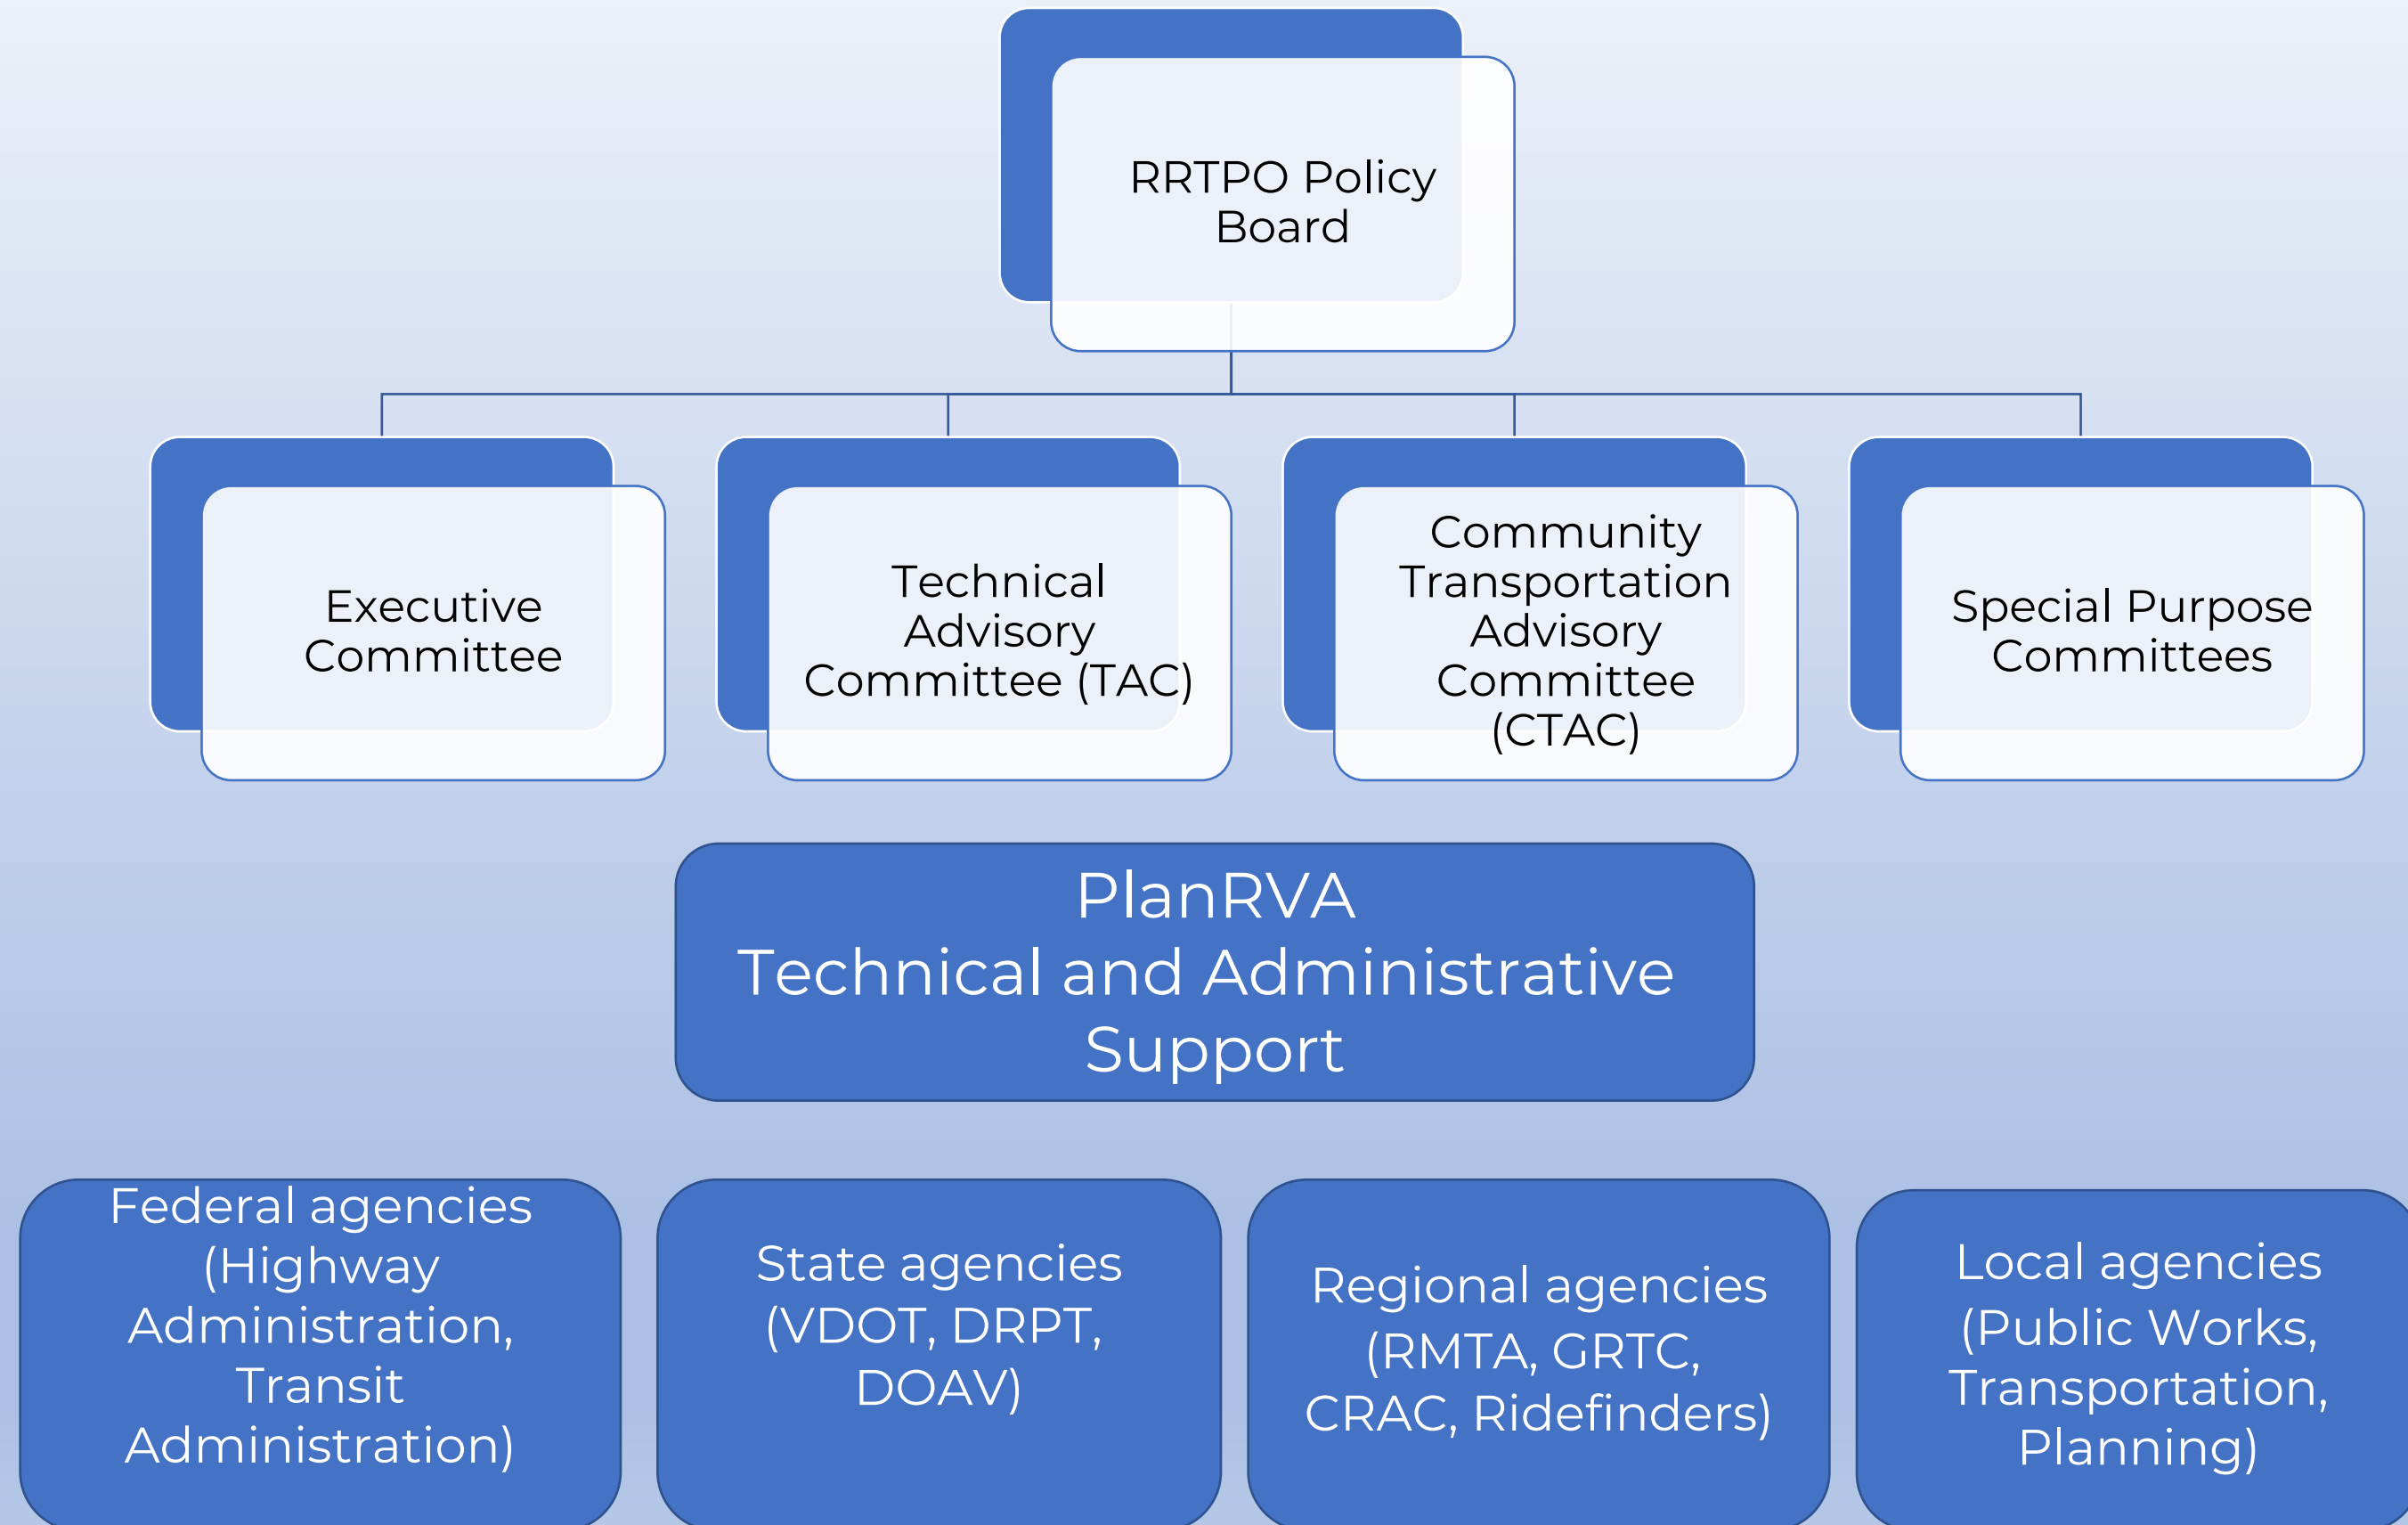 RRTPO Policy
Board
Executive
Committee
Technical
Advisory
Committee (TAC)
Community
Transportation
Advisory
Committee
(CTAC)
Special Purpose
Committees
PlanRVA
Technical and Administrative
Support
Federal agencies
(Highway
Administration,
Transit
Administration)
State agencies
(VDOT, DRPT,
DOAV)
Regional agencies
(RMTA, GRTC,
CRAC, Ridefinders)
Local agencies
(Public Works,
Transportation,
Planning)